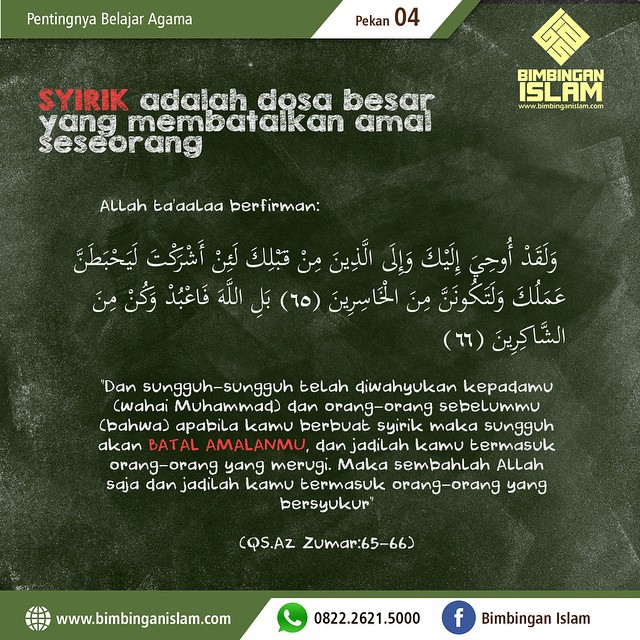 Pentingnya Belajar Agama
Pekan 04
BIMBINGAN
ISLAM
www.bimbinganislam.com
SYIRIK adalah dosa besar
yang membatalkan amal
seseorang
Allah ta'aalaa berfirman:
وَلَقَدْ أُوحِيَ إِلَيْكَ وَإِلَى الَّذِينَ مِنْ قَبْلِكَ لَئِنْ أَشْرَكْتَ لَيَحْبَطَنَّ
عَمَلُكَ وَلَتَكُونَنَّ مِنَ الْخَاسِرِينَ (٦٥) بَلِ اللَّهَ فَاعْبُدْ وَكُنْ مِنَ
الشَّاكِرِينَ (٦٦)
"Dan sungguh-sungguh telah diwahyukan kepadamu
(wahai Muhammad) dan orang-orang sebelummu
(bahwa) apabila kamu berbuat syirik maka sungguh
akan BATAL AMALANMU, dan jadilah kamu termasuk
orang-orang yang merugi. Maka sembahlah Allah
saja dan jadilah kamu termasuk orang-orang yang
bersyukur"
(QS.Az Zumar:65-66)
www.bimbinganislam.com
0822.2621.5000
Bimbingan Islam